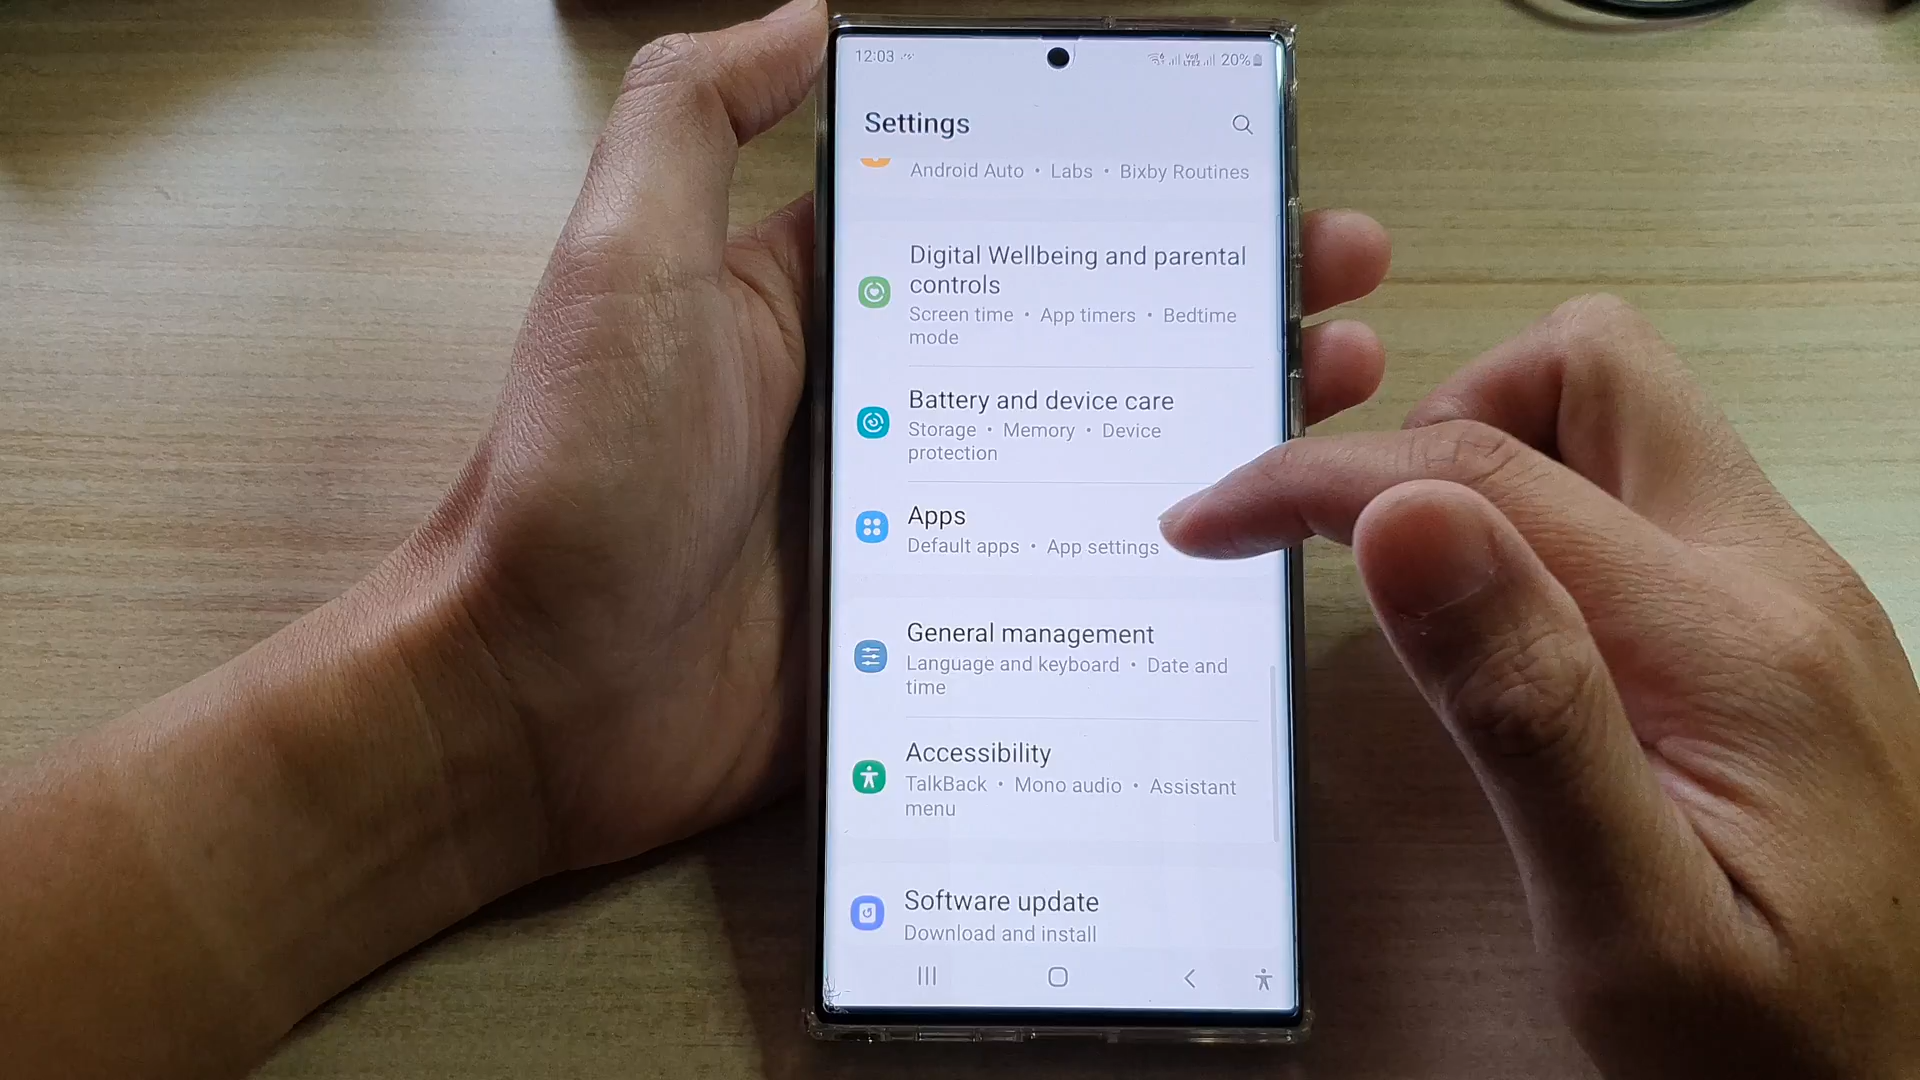 12:03
20%
Settings
Android Auto • Labs • Bixby Routines
Digital Wellbeing and parental
controls
Screen time • App timers • Bedtime
mode
Battery and device care
Storage • Memory • Device
protection
Apps
Default apps • App settings
General management
Language and keyboard • Date and
time
Accessibility
TalkBack • Mono audio • Assistant
menu
Software update
Download and install